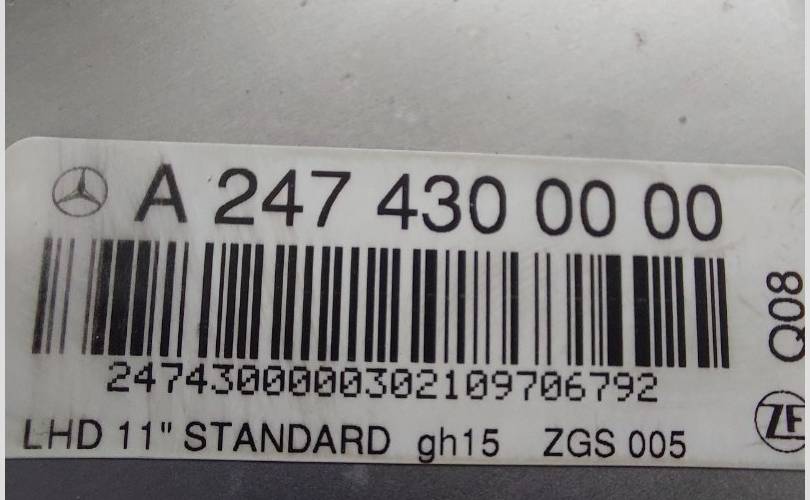 A 247 430 00 00
2474300000302109706792
LHD 11" STANDARD gh15 ZGS 005
Q08
ZF